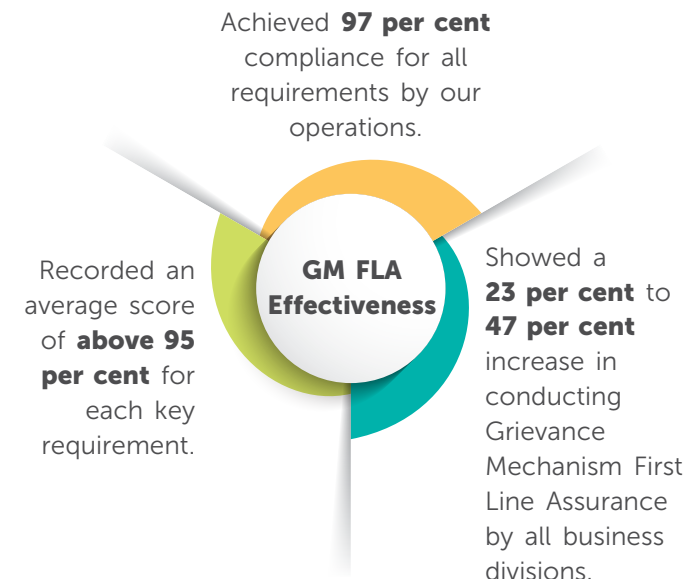 Achieved 97 per cent
compliance for all
requirements by our
operations.
GM FLA
Effectiveness
Recorded an
average score
of above 95
per cent for
each key
requirement.
Showed a
23 per cent to
47 per cent
increase in
conducting
Grievance
Mechanism First
Line Assurance
by all business
divisions.